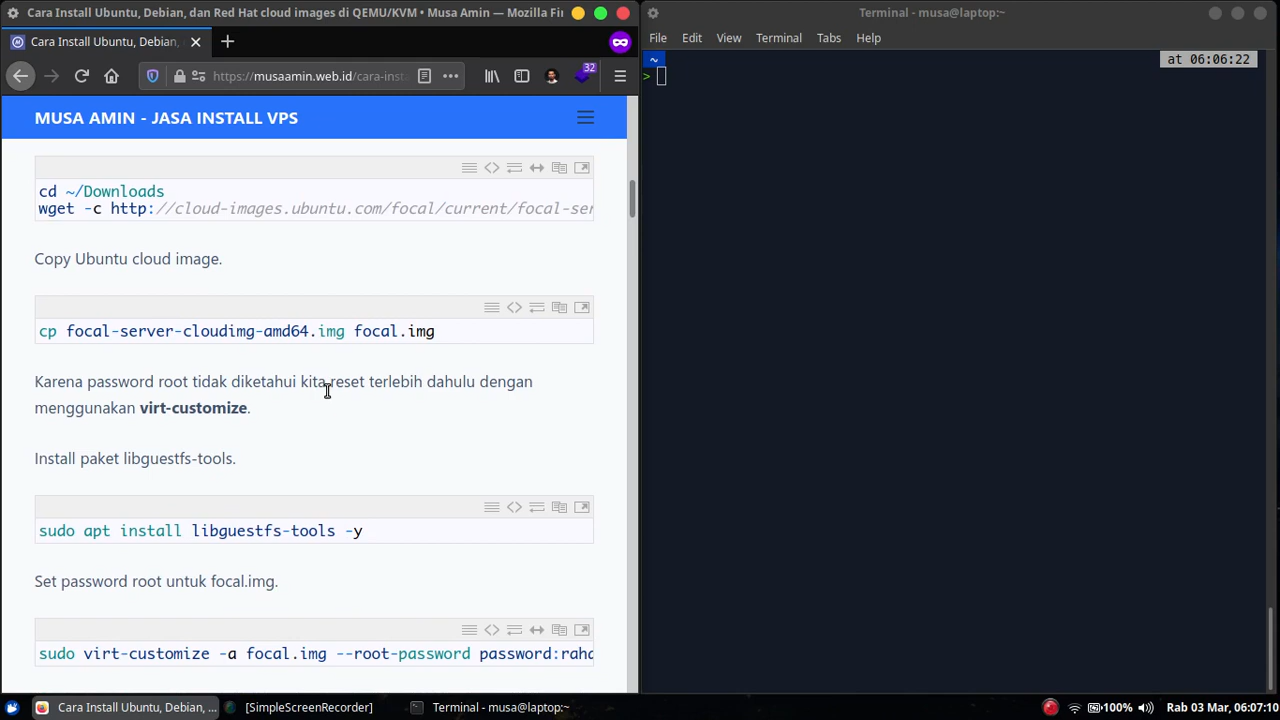 Cara Install Ubuntu, Debian, dan Red Hat cloud images di QEMU/KVM • Musa Amin — Mozilla Fi
Cara Install Ubuntu, Debian,
32
https://musaamin.web.id/cara-inst
MUSA AMIN - JASA INSTALL VPS
cd ~/Downloads
wget -c http://cloud-images.ubuntu.com/focal/current/focal-ser
Copy Ubuntu cloud image.
cp focal-server-cloudimg-amd64.img focal.img
Karena password root tidak diketahui kita reset terlebih dahulu dengan
menggunakan virt-customize.
Install paket libguestfs-tools.
sudo apt install libguestfs-tools -y
Set password root untuk focal.img.
sudo virt-customize -a focal.img --root-password password:raha
Terminal - musa@laptop:~
File Edit View Terminal Tabs Help
~ at 06:06:22
>
Cara Install Ubuntu, Debian, ... [SimpleScreenRecorder] Terminal - musa@laptop:~ 100% Rab 03 Mar, 06:07:10